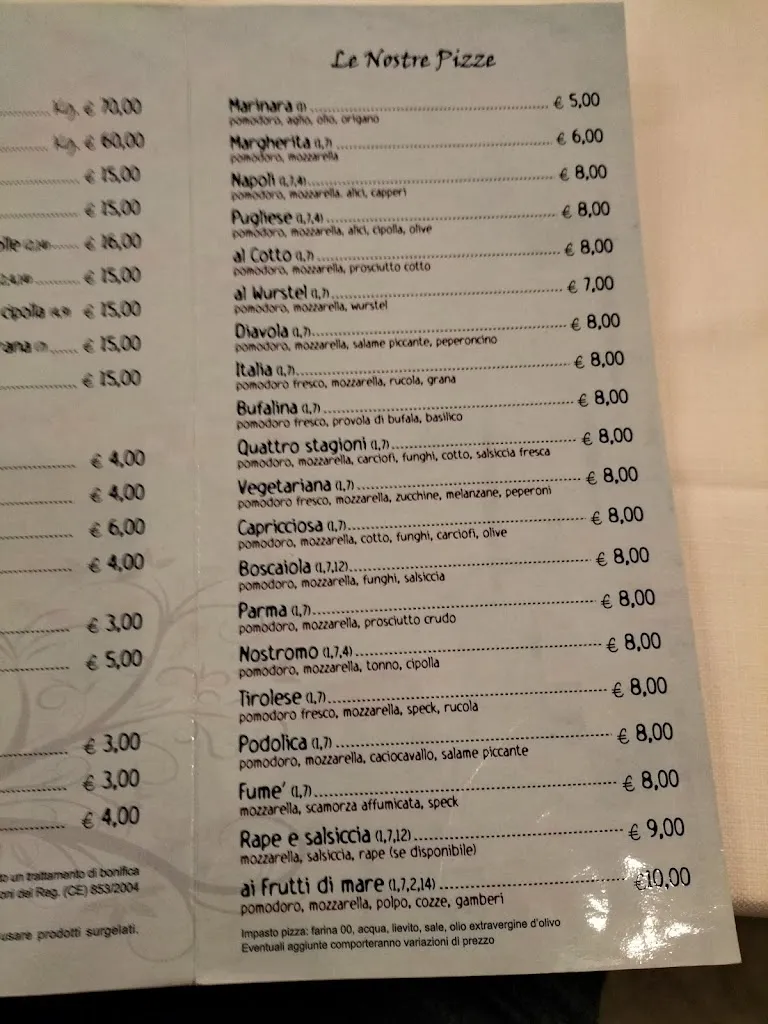 Kg. € 70,00
Kg. € 60,00
€ 15,00
€ 15,00
€ 16,00
€ 15,00
cipolla € 15,00
€ 15,00
€ 15,00
€ 4,00
€ 4,00
€ 6,00
€ 4,00
€ 3,00
€ 5,00
€ 3,00
€ 3,00
€ 4,00
to un trattamento di bonifica
oni del Reg. (CE) 853/2004
usare prodotti surgelati.
Le Nostre Pizze
Marinara (1) € 5,00
pomodoro, aglio, olio, origano
Margherita (1,7) € 6,00
pomodoro, mozzarella
Napoli (1,7,4) € 8,00
pomodoro, mozzarella, alici, capperi
Pugliese (1,7,4) € 8,00
pomodoro, mozzarella, alici, cipolla, olive
al Cotto (1,7) € 8,00
pomodoro, mozzarella, prosciutto cotto
al Wurstel (1,7) € 7,00
pomodoro, mozzarella, wurstel
Diavola (1,7) € 8,00
pomodoro, mozzarella, salame piccante, peperoncino
Italia (1,7) € 8,00
pomodoro fresco, mozzarella, rucola, grana
Bufalina (1,7) € 8,00
pomodoro fresco, provola di bufala, basilico
Quattro stagioni (1,7) € 8,00
pomodoro, mozzarella, carciofi, funghi, cotto, salsiccia fresca
Vegetariana (1,7) € 8,00
pomodoro fresco, mozzarella, zucchine, melanzane, peperoni
Capricciosa (1,7) € 8,00
pomodoro, mozzarella, cotto, funghi, carciofi, olive
Boscaiola (1,7,12) € 8,00
pomodoro, mozzarella, funghi, salsiccia
Parma (1,7) € 8,00
pomodoro, mozzarella, prosciutto crudo
Nostromo (1,7,4) € 8,00
pomodoro, mozzarella, tonno, cipolla
Tirolese (1,7) € 8,00
pomodoro fresco, mozzarella, speck, rucola
Podolica (1,7) € 8,00
pomodoro, mozzarella, caciocavallo, salame piccante
Fume' (1,7) € 8,00
mozzarella, scamorza affumicata, speck
Rape e salsiccia (1,7,12) € 9,00
mozzarella, salsiccia, rape (se disponibile)
ai Frutti di mare (1,7,2,14) €10,00
pomodoro, mozzarella, polpo, cozze, gamberi
Impasto pizza: farina 00, acqua, lievito, sale, olio extravergine d'olivo
Eventuali aggiunte comporteranno variazioni di prezzo